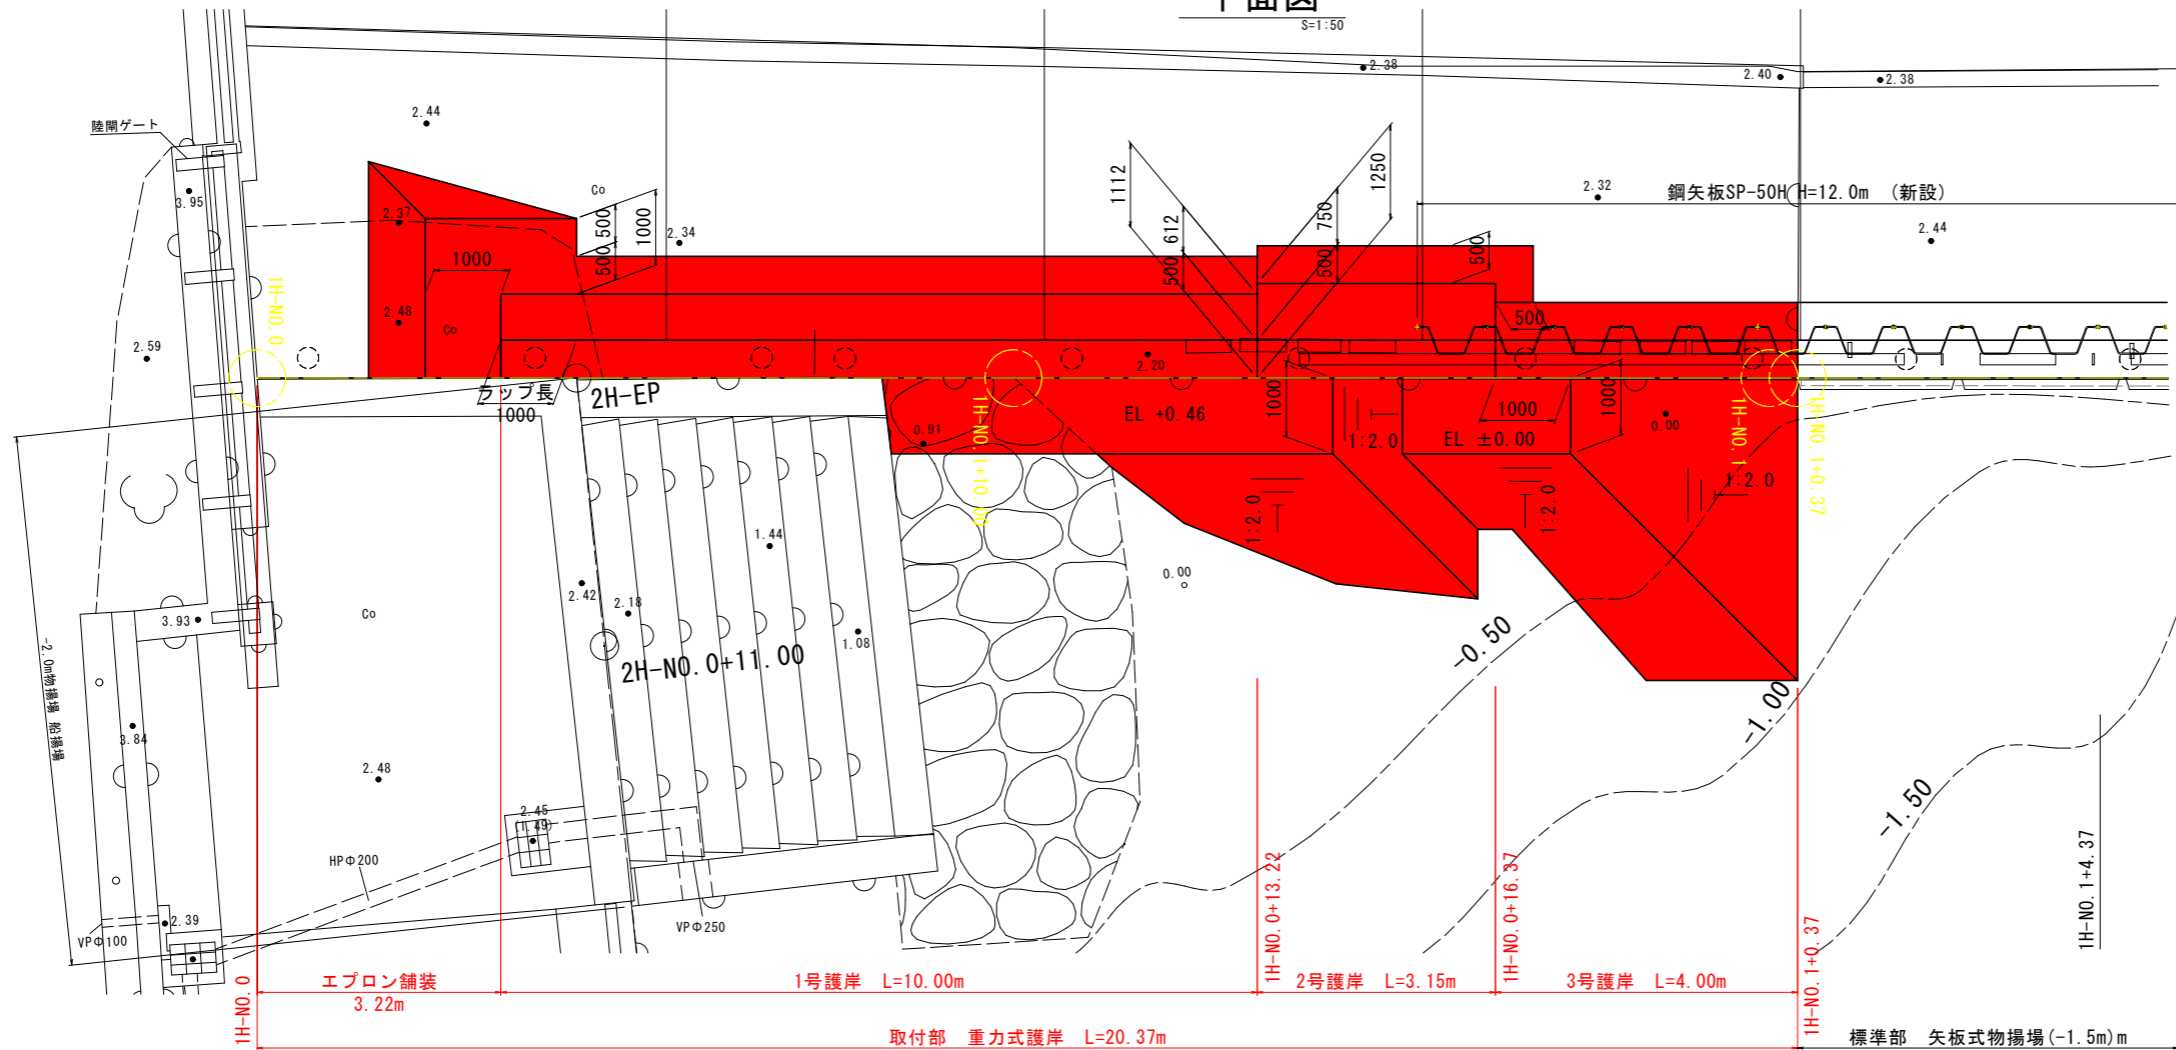 平面図
S=1:50
2.38
2.40
2.38
2.44
陸閘ゲート
3.95
2.37
Co
500
500
1000
2.34
1112
612
500
1250
750
500
500
2.32
鋼矢板SP-50H H=12.0m (新設)
2.44
1000
1H-NO.0
2.48
Co
2.59
2.20
500
ラップ長
1000
2H-EP
0.91
1H-NO.1+10.00
EL +0.46
1000
1:2.0
1000
EL ±0.00
1000
0.00
1H-NO.1
1H-NO.1+0.37
1:2.0
1:2.0
1:2.0
1.44
0.00
2.42
2.18
1.08
2H-NO.0+11.00
Co
3.93
-0.50
-1.00
-1.50
-2.0m物揚場 船揚場
3.84
2.48
2.45
(1.49)
HPΦ200
VPΦ250
VPΦ100
2.39
1H-NO.0
1H-NO.0+13.22
1H-NO.0+16.37
1H-NO.1+0.37
1H-NO.1+4.37
エプロン舗装
3.22m
1号護岸 L=10.00m
2号護岸 L=3.15m
3号護岸 L=4.00m
取付部 重力式護岸 L=20.37m
標準部 矢板式物揚場(-1.5m)m